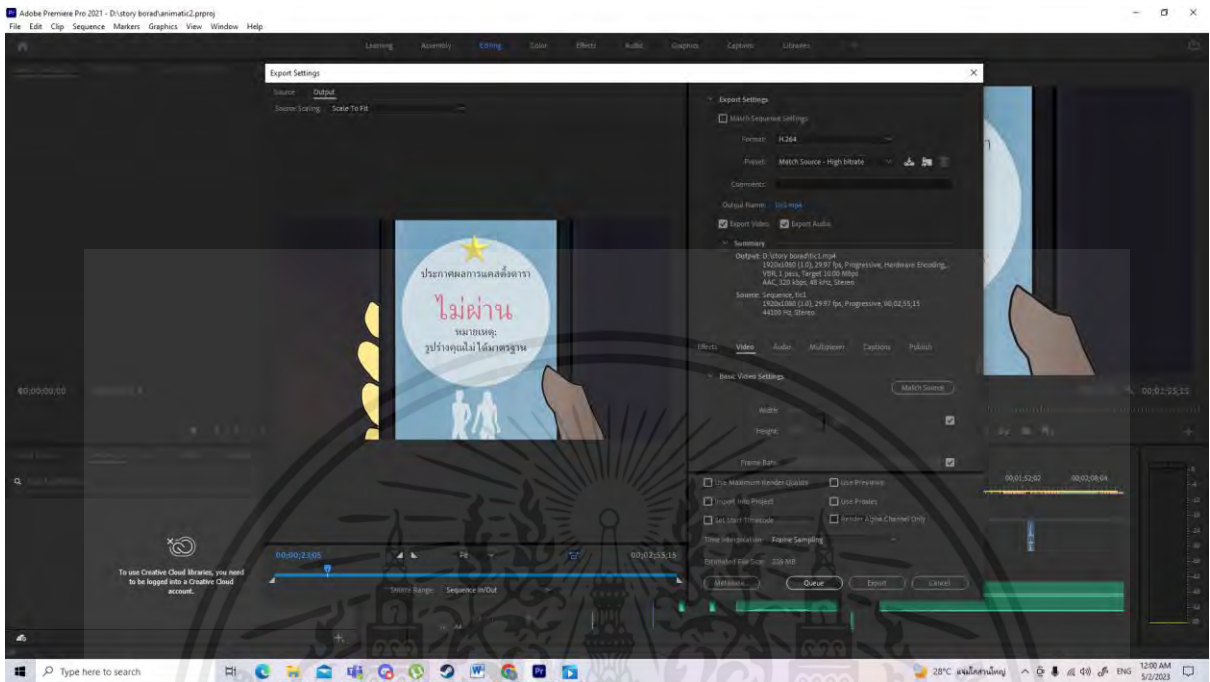 Adobe Premiere Pro 2021 - D:\story borad\animatic2.prproj
File Edit Clip Sequence Markers Graphics View Window Help
Learning Assembly Editing Color Effects Audio Graphics Captions Libraries
Export Settings
Source Output
Source Scaling: Scale To Fit
ประกาศผลการแคสติ้งดารา
ไม่ผ่าน
หมายเหตุ:
รูปร่างคุณไม่ได้มาตรฐาน
00;00;23;05 Fit 00;02;55;15
Source Range: Sequence In/Out
Export Settings
Match Sequence Settings
Format: H.264
Preset: Match Source - High bitrate
Comments:
Output Name: tic1.mp4
Export Video Export Audio
Summary
Output: D:\story borad\tic1.mp4
1920x1080 (1.0), 29.97 fps, Progressive, Hardware Encoding,...
VBR, 1 pass, Target 10.00 Mbps
AAC, 320 kbps, 48 kHz, Stereo
Source: Sequence, tic1
1920x1080 (1.0), 29.97 fps, Progressive, 00;02;55;15
44100 Hz, Stereo
Effects Video Audio Multiplexer Captions Publish
Basic Video Settings
Match Source
Width:
Height:
Frame Rate:
Use Maximum Render Quality Use Previews
Import Into Project Use Proxies
Set Start Timecode Render Alpha Channel Only
Time Interpolation: Frame Sampling
Estimated File Size: 226 MB
Metadata... Queue Export Cancel
00;00;00;00
00;02;55;15
00;01;52;02 00;02;08;04
To use Creative Cloud libraries, you need
to be logged into a Creative Cloud
account.
Type here to search
28°C ENG 12:00 AM
5/2/2023